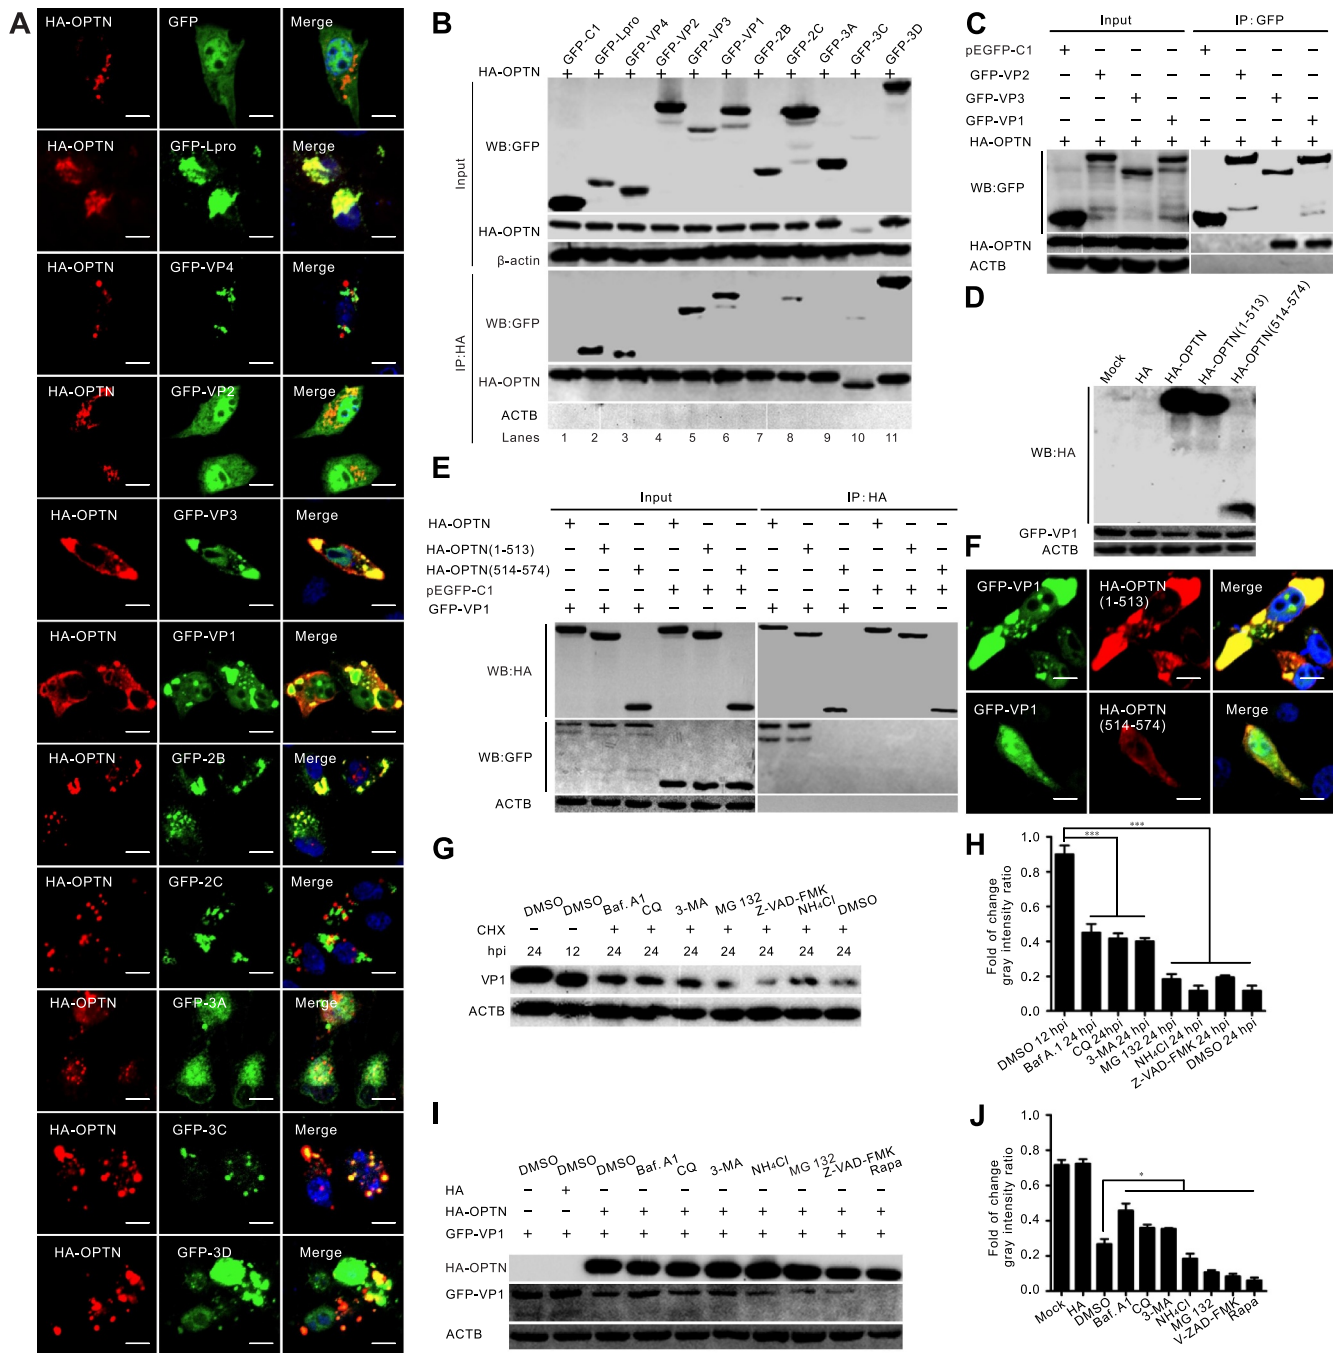 A
HA-OPTN GFP Merge
HA-OPTN GFP-Lpro Merge
HA-OPTN GFP-VP4 Merge
HA-OPTN GFP-VP2 Merge
HA-OPTN GFP-VP3 Merge
HA-OPTN GFP-VP1 Merge
HA-OPTN GFP-2B Merge
HA-OPTN GFP-2C Merge
HA-OPTN GFP-3A Merge
HA-OPTN GFP-3C Merge
HA-OPTN GFP-3D Merge
B
GFP-C1 GFP-Lpro GFP-VP4 GFP-VP2 GFP-VP3 GFP-VP1 GFP-2B GFP-2C GFP-3A GFP-3C GFP-3D
HA-OPTN + + + + + + + + + + +
Input
WB:GFP
HA-OPTN
β-actin
IP:HA
WB:GFP
HA-OPTN
ACTB
Lanes 1 2 3 4 5 6 7 8 9 10 11
C
Input IP:GFP
pEGFP-C1 + − − − + − − −
GFP-VP2 − + − − − + − −
GFP-VP3 − − + − − − + −
GFP-VP1 − − − + − − − +
HA-OPTN + + + + + + + +
WB:GFP
HA-OPTN
ACTB
D
Mock HA HA-OPTN HA-OPTN(1-513) HA-OPTN(514-574)
WB:HA
GFP-VP1
ACTB
E
Input IP:HA
HA-OPTN + − − + − − + − − + − −
HA-OPTN(1-513) − + − − + − − + − − + −
HA-OPTN(514-574) − − + − − + − − + − − +
pEGFP-C1 − − − + + + − − − + + +
GFP-VP1 + + + − − − + + + − − −
WB:HA
WB:GFP
ACTB
F
GFP-VP1 HA-OPTN Merge
(1-513)
GFP-VP1 HA-OPTN Merge
(514-574)
G
DMSO DMSO Baf. A1 CQ 3-MA MG 132 Z-VAD-FMK NH₄Cl DMSO
CHX − − + + + + + + +
hpi 24 12 24 24 24 24 24 24 24
VP1
ACTB
H
Fold of change
gray intensity ratio
1.0
0.8
0.6
0.4
0.2
0.0
*** ***
DMSO 12 hpi
Baf A.1 24 hpi
CQ 24hpi
3-MA 24 hpi
MG 132 24 hpi
NH₄Cl 24 hpi
Z-VAD-FMK 24 hpi
DMSO 24 hpi
I
DMSO DMSO DMSO Baf. A1 CQ 3-MA NH₄Cl MG 132 Z-VAD-FMK Rapa
HA − + − − − − − − − −
HA-OPTN − − + + + + + + + +
GFP-VP1 + + + + + + + + + +
HA-OPTN
GFP-VP1
ACTB
J
Fold of change
gray intensity ratio
1.0
0.8
0.6
0.4
0.2
0.0
*
Mock
HA
DMSO
Baf. A1
CQ
3-MA
NH₄Cl
MG 132
V-ZAD-FMK
Rapa